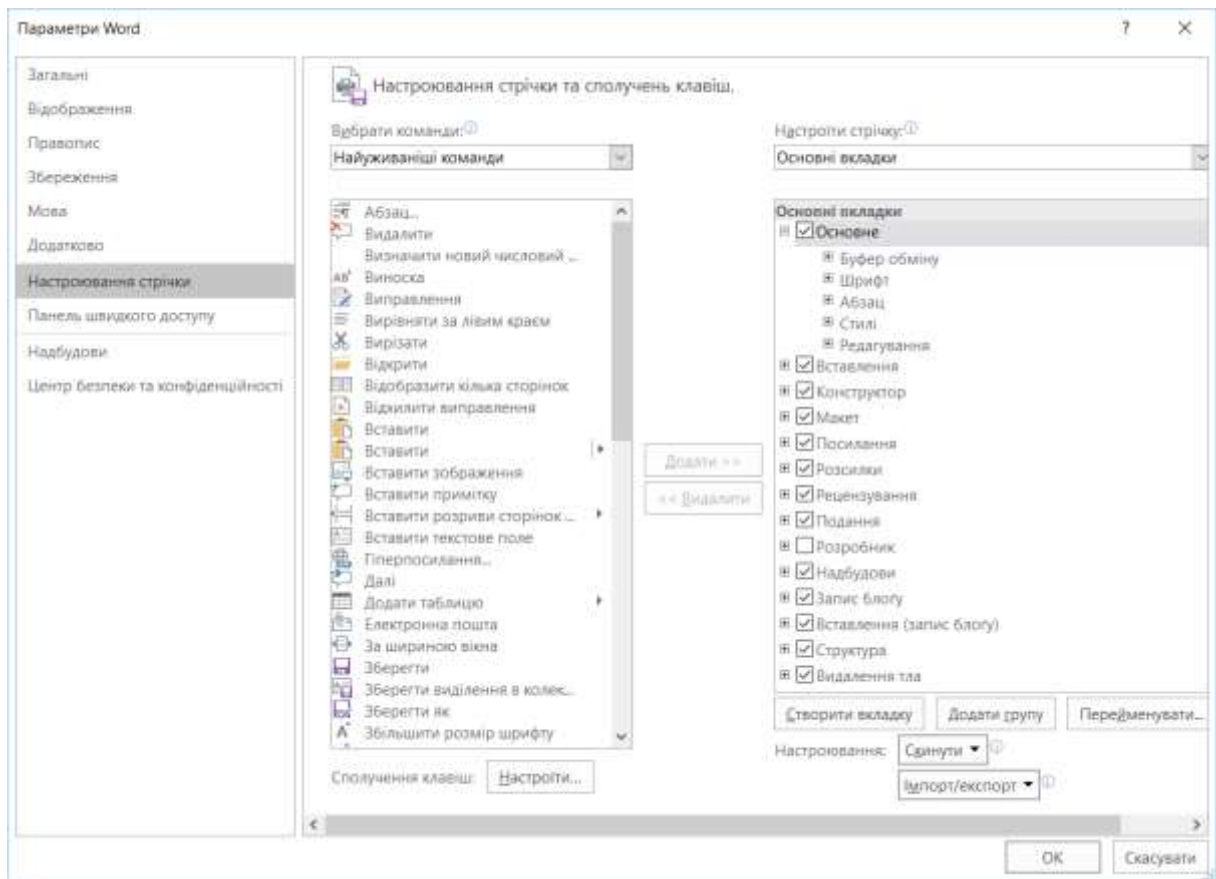 Параметри Word
?
Загальні
Відображення
Правопис
Збереження
Мова
Додатково
Настроювання стрічки
Панель швидкого доступу
Надбудови
Центр безпеки та конфіденційності
Настроювання стрічки та сполучень клавіш.
Вибрати команди:
Найуживаніші команди
Абзац...
Видалити
Визначити новий числовий ...
Виноска
Виправлення
Вирівняти за лівим краєм
Вирізати
Відкрити
Відобразити кілька сторінок
Відхилити виправлення
Вставити
Вставити
Вставити зображення
Вставити примітку
Вставити розриви сторінок ...
Вставити текстове поле
Гіперпосилання...
Далі
Додати таблицю
Електронна пошта
За шириною вікна
Зберегти
Зберегти виділення в колек...
Зберегти як
Збільшити розмір шрифту
Сполучення клавіш:
Настроїти...
Додати >>
<< Видалити
Настроїти стрічку:
Основні вкладки
Основні вкладки
Основне
Буфер обміну
Шрифт
Абзац
Стилі
Редагування
Вставлення
Конструктор
Макет
Посилання
Розсилки
Рецензування
Подання
Розробник
Надбудови
Запис блоґу
Вставлення (запис блоґу)
Структура
Видалення тла
Створити вкладку
Додати групу
Перейменувати...
Настроювання:
Скинути
Імпорт/експорт
ОК
Скасувати